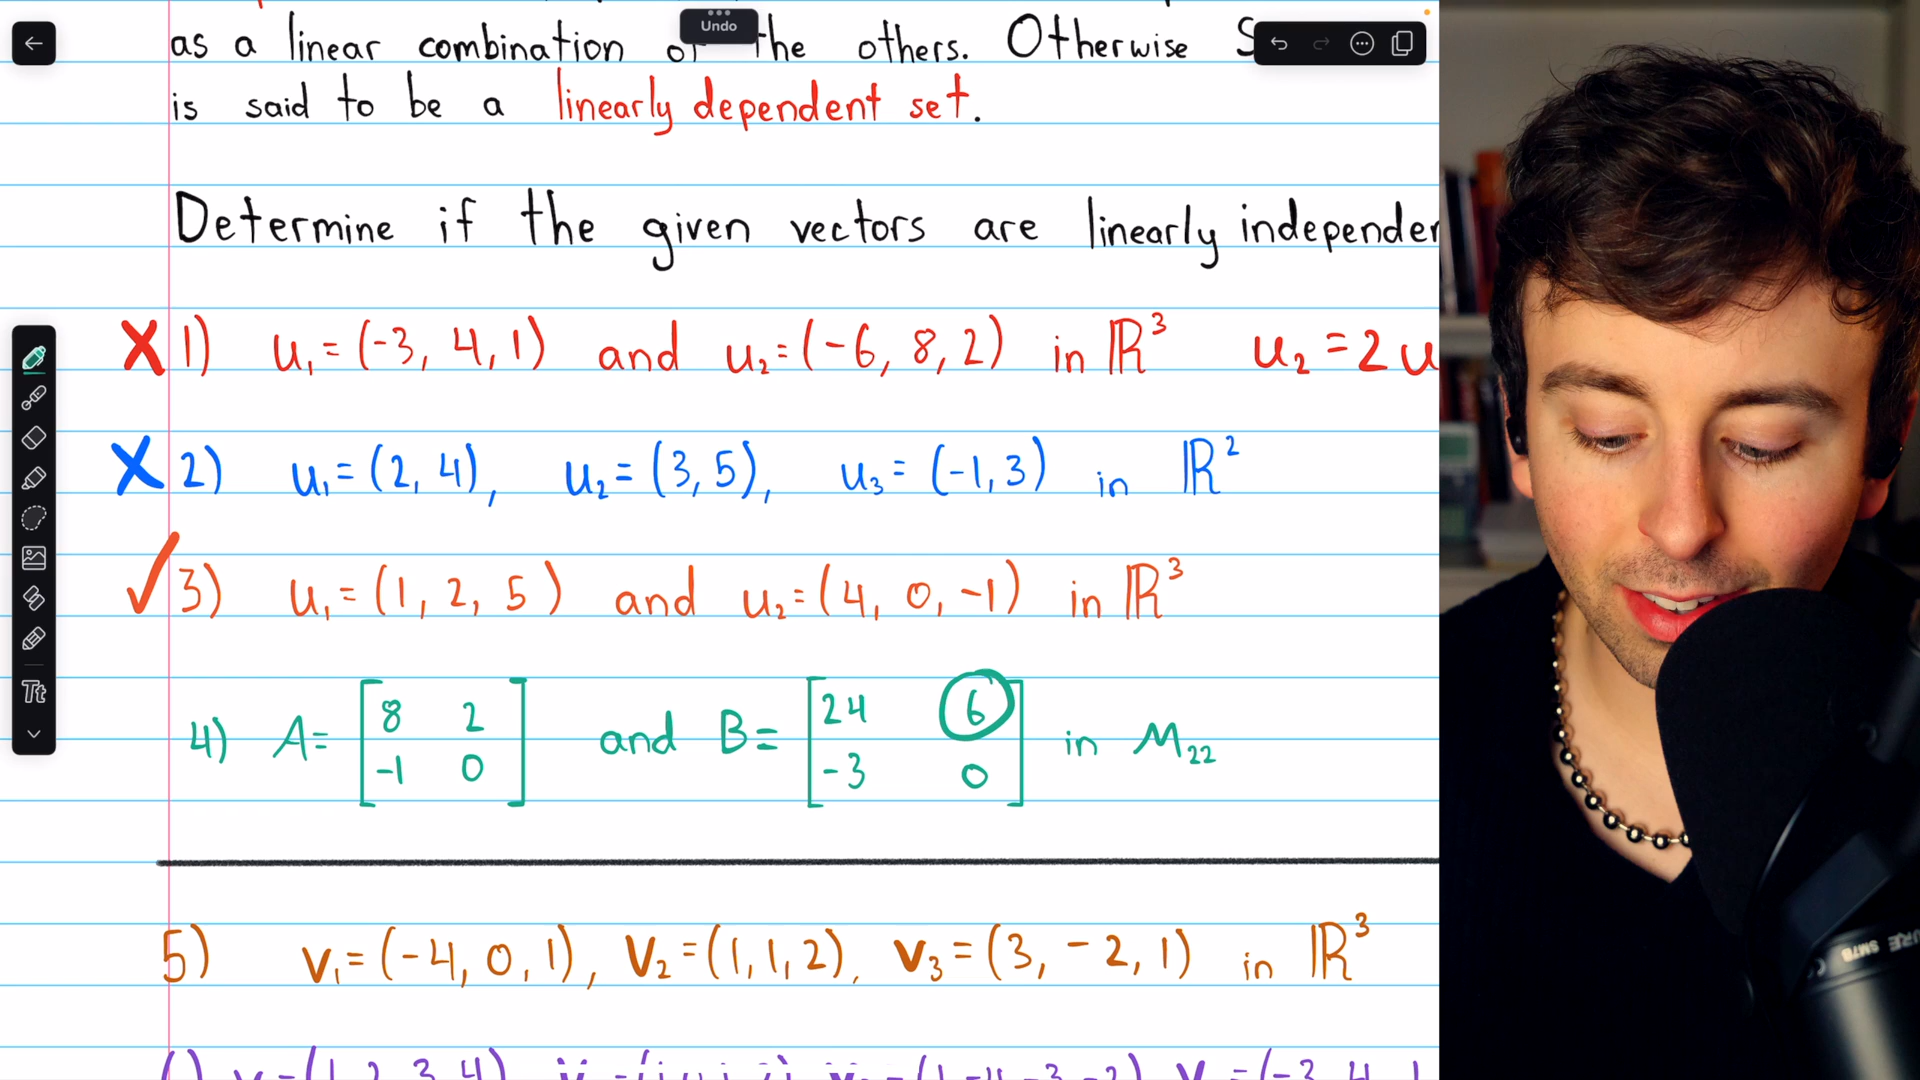 Undo
as a linear combination of the others. Otherwise S
is said to be a linearly dependent set.
Determine if the given vectors are linearly independen
X 1) u₁ = (-3, 4, 1) and u₂ = (-6, 8, 2) in ℝ³ u₂ = 2u
X 2) u₁ = (2, 4), u₂ = (3, 5), u₃ = (-1, 3) in ℝ²
✓ 3) u₁ = (1, 2, 5) and u₂ = (4, 0, -1) in ℝ³
4) A = [8 2; -1 0] and B = [24 6; -3 0] in M₂₂
5) v₁ = (-4, 0, 1), v₂ = (1, 1, 2), v₃ = (3, -2, 1) in ℝ³
Tt
SM7B